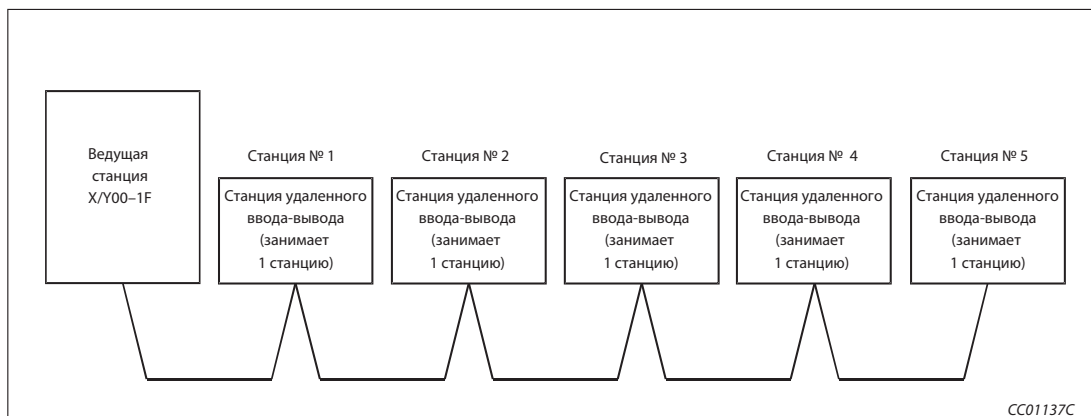 Ведущая
станция
X/Y00–1F
Станция № 1
Станция удаленного
ввода-вывода
(занимает
1 станцию)
Станция № 2
Станция удаленного
ввода-вывода
(занимает
1 станцию)
Станция № 3
Станция удаленного
ввода-вывода
(занимает
1 станцию)
Станция № 4
Станция удаленного
ввода-вывода
(занимает
1 станцию)
Станция № 5
Станция удаленного
ввода-вывода
(занимает
1 станцию)
CC01137C